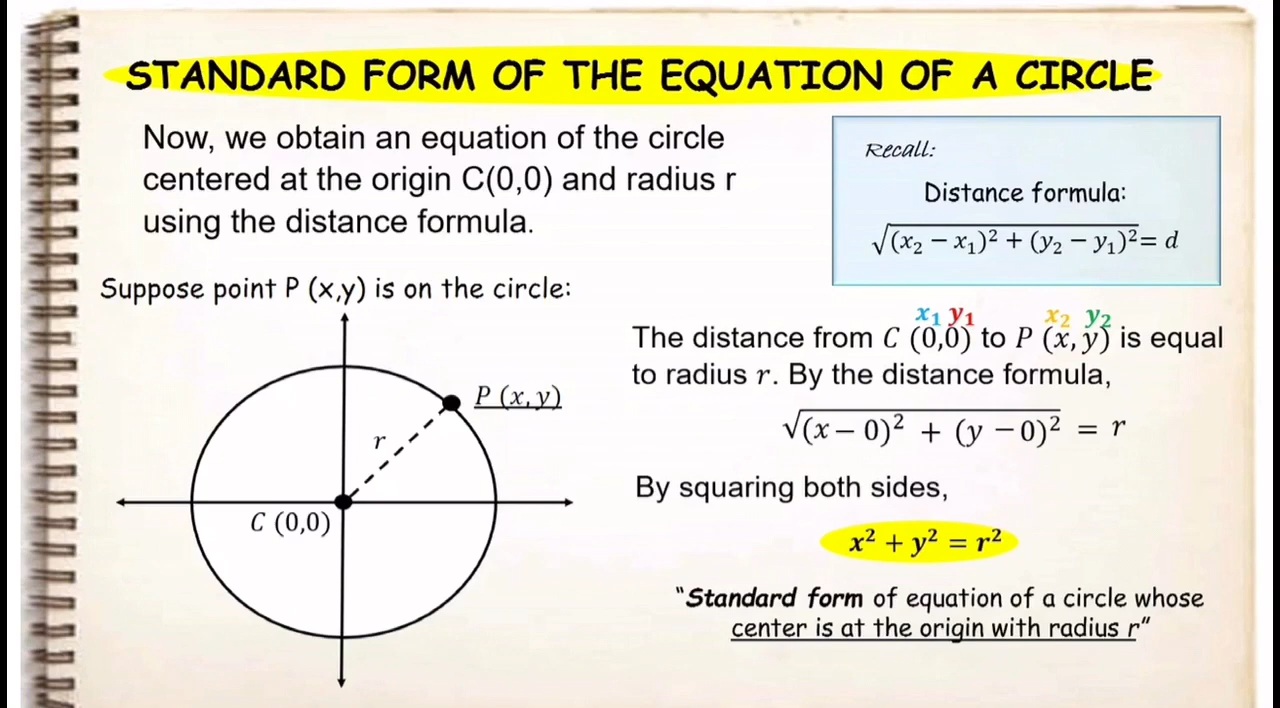 STANDARD FORM OF THE EQUATION OF A CIRCLE
Now, we obtain an equation of the circle
centered at the origin C(0,0) and radius r
using the distance formula.
Recall:
Distance formula:
√(x₂ − x₁)² + (y₂ − y₁)² = d
Suppose point P (x,y) is on the circle:
P (x, y)
r
C (0,0)
x₁ y₁ x₂ y₂
The distance from C (0,0) to P (x, y) is equal
to radius r. By the distance formula,
√(x − 0)² + (y − 0)² = r
By squaring both sides,
x² + y² = r²
"Standard form of equation of a circle whose
center is at the origin with radius r"